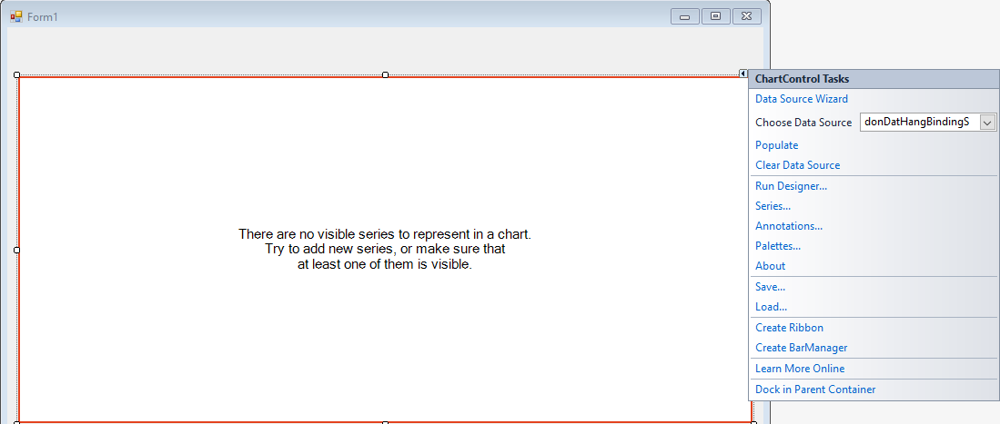 Form1
ChartControl Tasks
Data Source Wizard
Choose Data Source donDatHangBindingS
Populate
Clear Data Source
Run Designer...
Series...
Annotations...
Palettes...
About
Save...
Load...
Create Ribbon
Create BarManager
Learn More Online
Dock in Parent Container
There are no visible series to represent in a chart.
Try to add new series, or make sure that
at least one of them is visible.